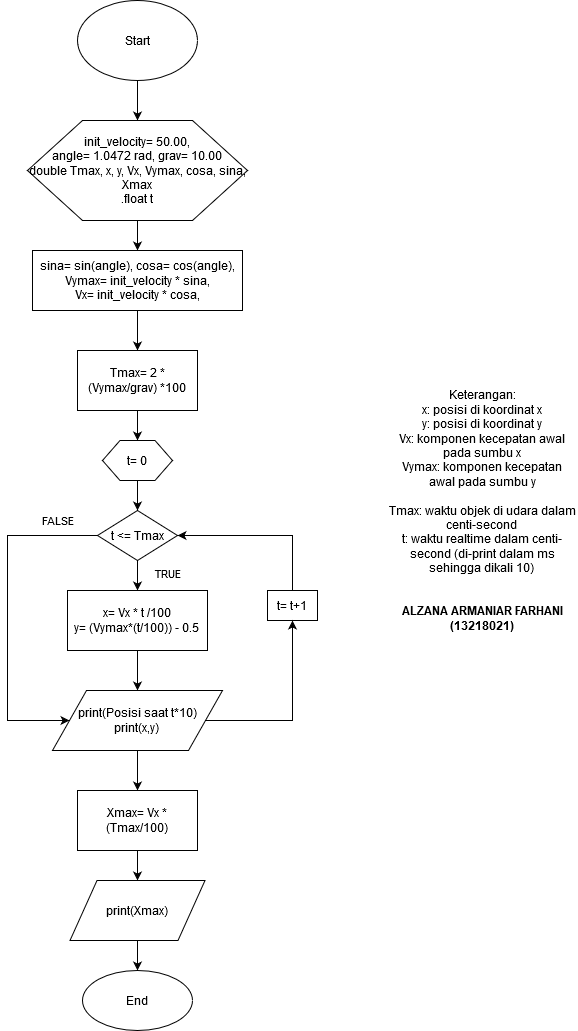 Start
init_velocity= 50.00,
angle= 1.0472 rad, grav= 10.00
double Tmax, x, y, Vx, Vymax, cosa, sina,
Xmax
.float t
sina= sin(angle), cosa= cos(angle),
Vymax= init_velocity * sina,
Vx= init_velocity * cosa,
Tmax= 2 *
(Vymax/grav) *100
t= 0
FALSE
t <= Tmax
TRUE
x= Vx * t /100
y= (Vymax*(t/100)) - 0.5
t= t+1
print(Posisi saat t*10)
print(x,y)
Xmax= Vx *
(Tmax/100)
print(Xmax)
End
Keterangan:
x: posisi di koordinat x
y: posisi di koordinat y
Vx: komponen kecepatan awal
pada sumbu x
Vymax: komponen kecepatan
awal pada sumbu y
Tmax: waktu objek di udara dalam
centi-second
t: waktu realtime dalam centi-
second (di-print dalam ms
sehingga dikali 10)
ALZANA ARMANIAR FARHANI
(13218021)